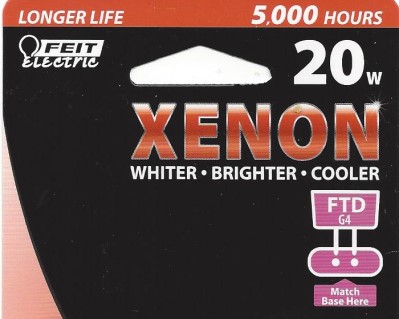 LONGER LIFE
5,000 HOURS
FEIT
Electric
20W
XENON
WHITER • BRIGHTER • COOLER
FTD
G4
Match
Base Here